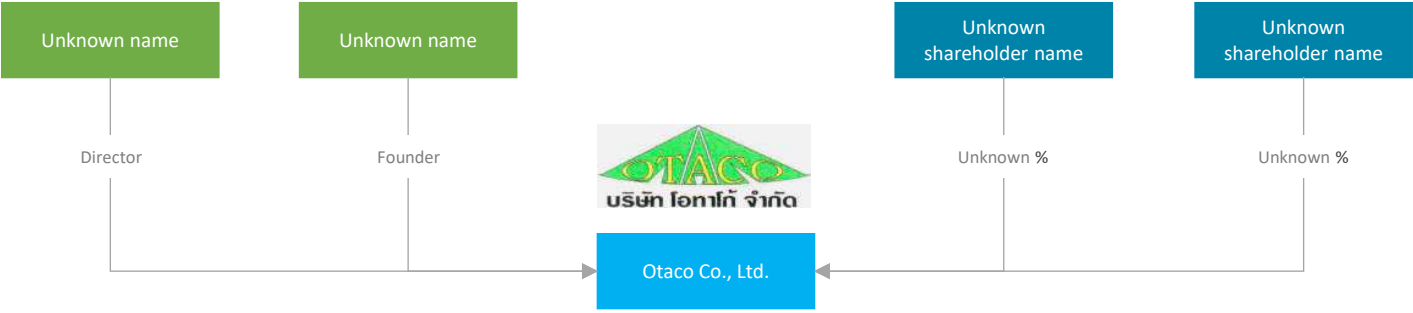 Unknown name
Unknown name
Unknown
shareholder name
Unknown
shareholder name
Director
Founder
Unknown %
Unknown %
OTACO
บริษัท โอทาโก้ จำกัด
Otaco Co., Ltd.